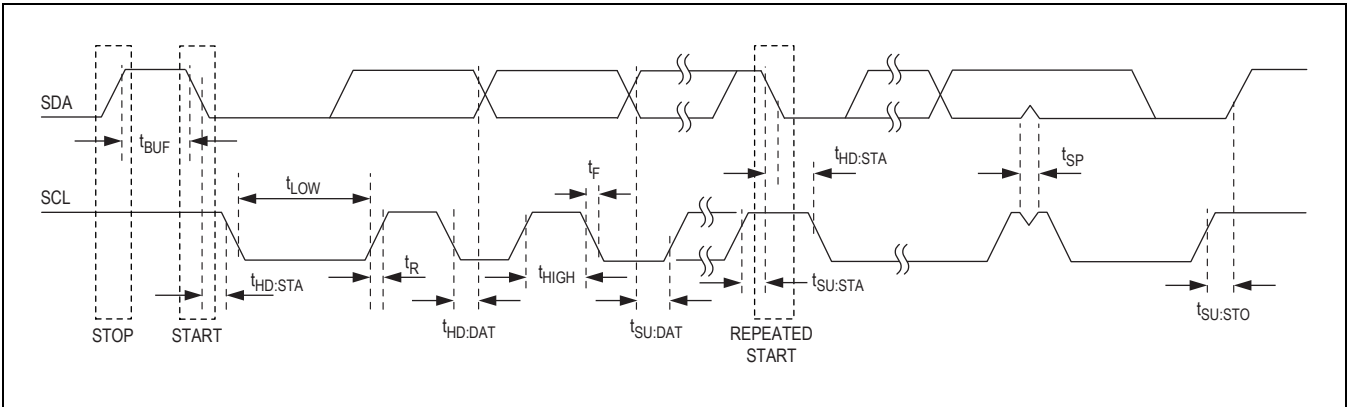 SDA
tBUF
tF
tHD:STA
tSP
tLOW
SCL
tHD:STA
tR
tHIGH
tSU:STA
tHD:DAT
tSU:DAT
tSU:STO
STOP
START
REPEATED
START